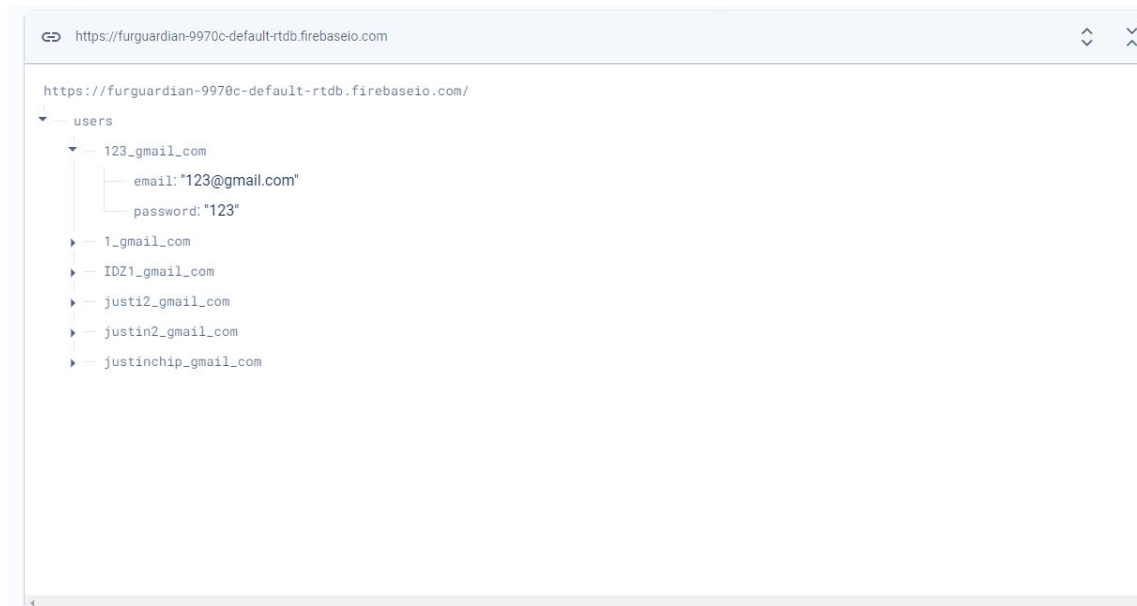 https://furguardian-9970c-default-rtdb.firebaseio.com
https://furguardian-9970c-default-rtdb.firebaseio.com/
users
123_gmail_com
email: "123@gmail.com"
password: "123"
1_gmail_com
IDZ1_gmail_com
justi2_gmail_com
justin2_gmail_com
justinchip_gmail_com